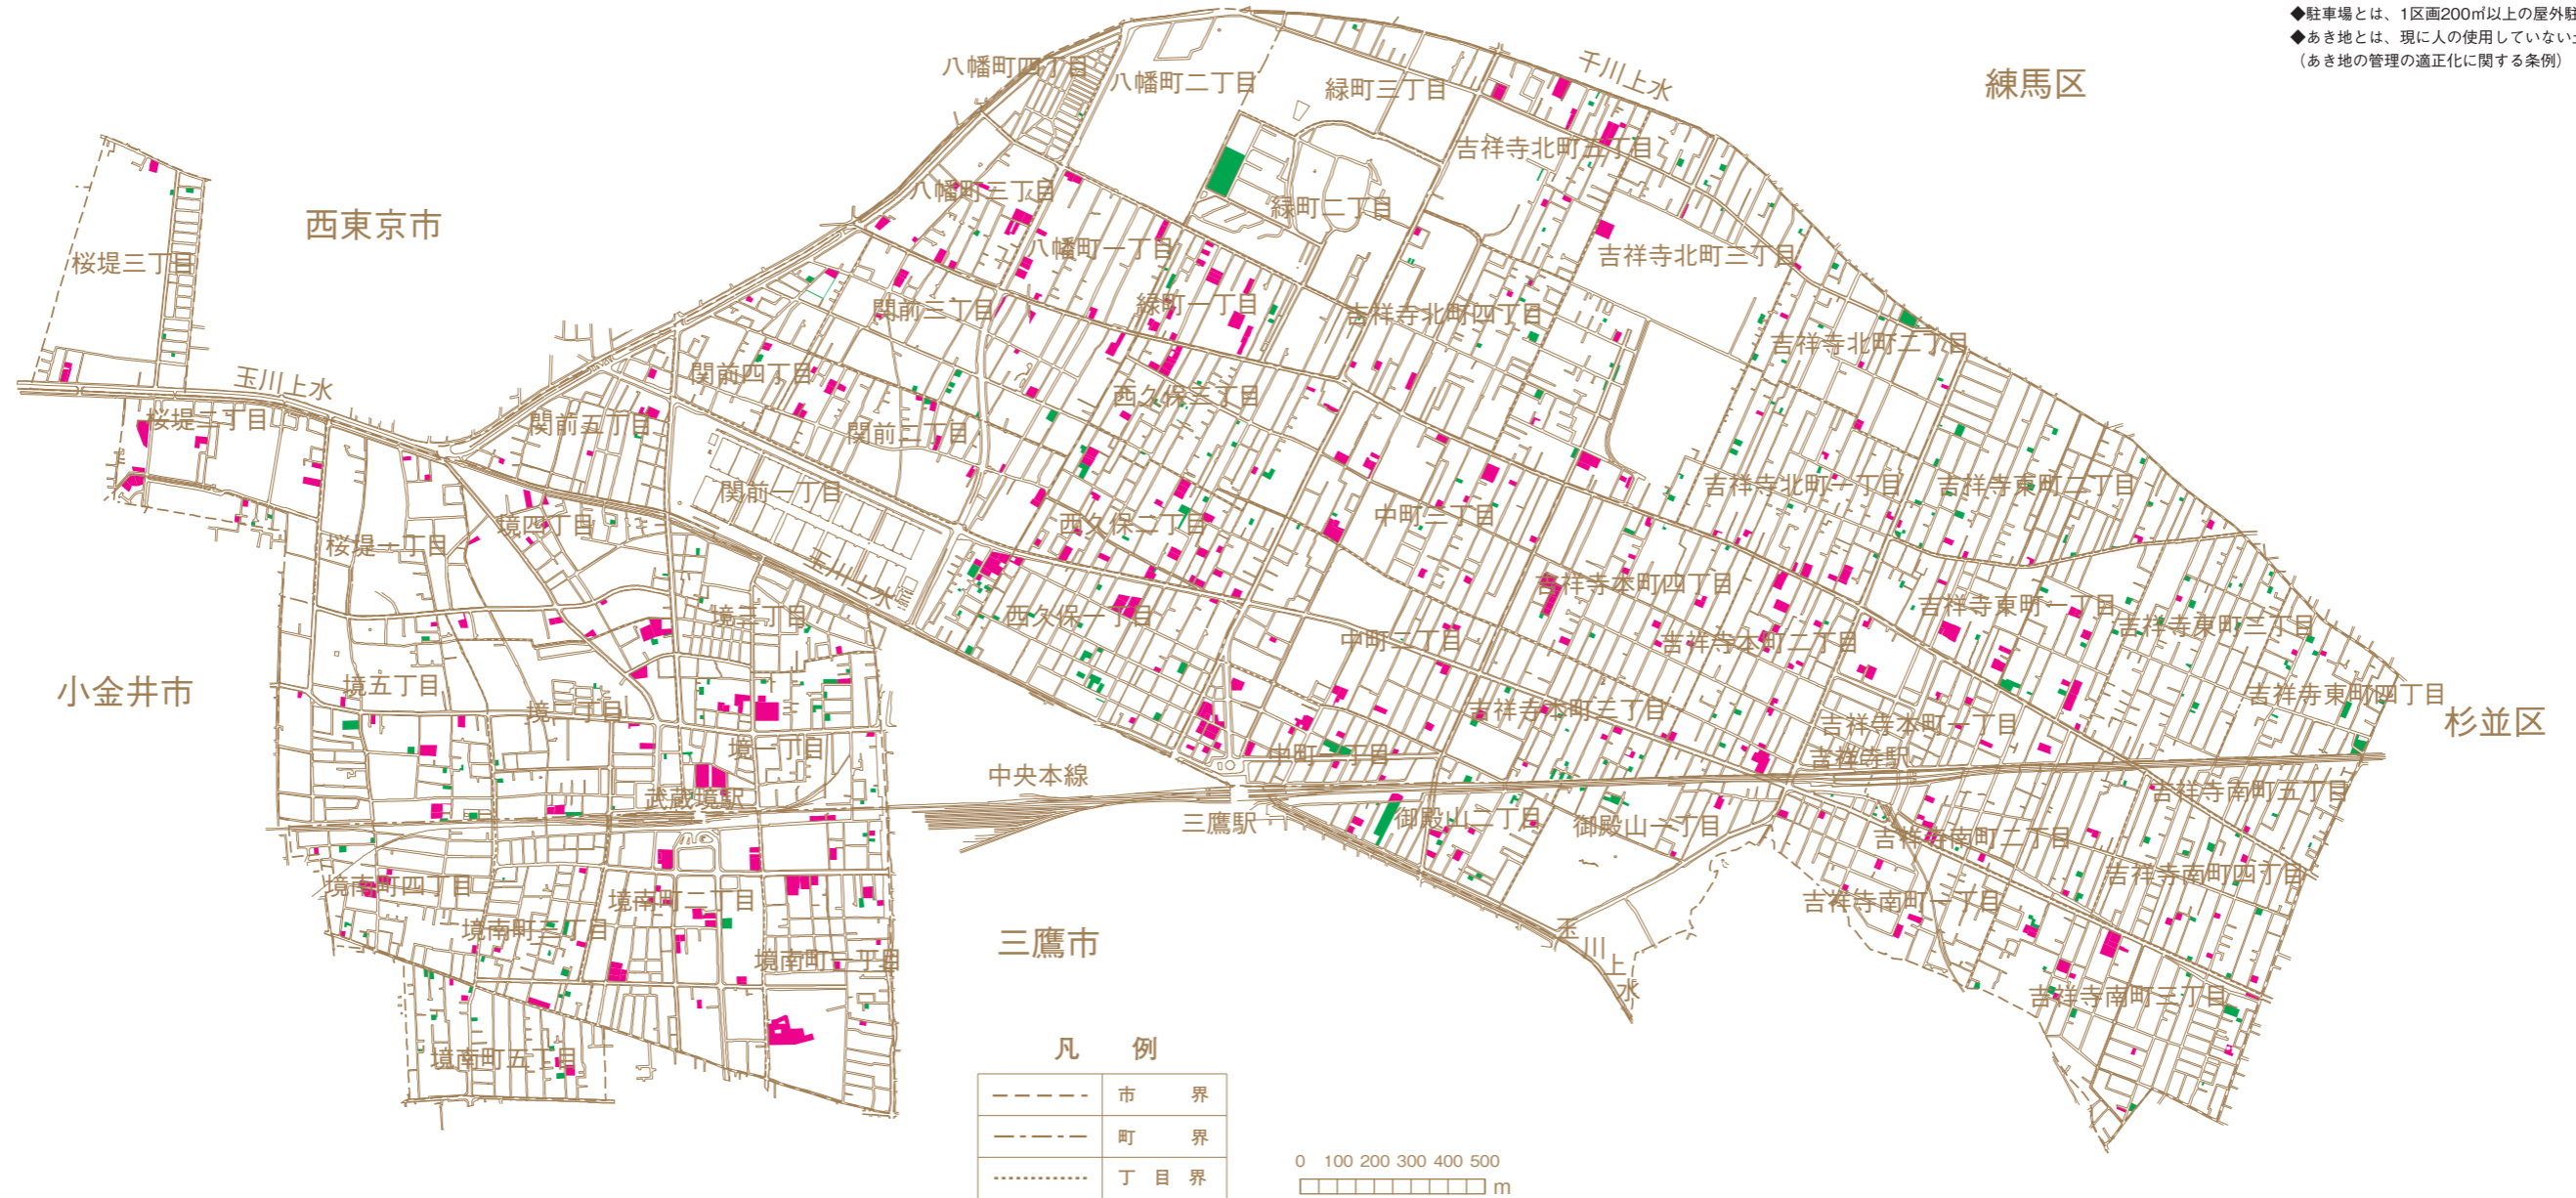 ◆駐車場とは、1区画200㎡以上の屋外駐
◆あき地とは、現に人の使用していない
（あき地の管理の適正化に関する条例）
練馬区
千川上水
八幡町四丁目
八幡町二丁目
緑町三丁目
吉祥寺北町五丁目
八幡町三丁目
緑町二丁目
西東京市
桜堤三丁目
八幡町一丁目
吉祥寺北町三丁目
関前三丁目
緑町一丁目
吉祥寺北町四丁目
吉祥寺北町二丁目
玉川上水
関前四丁目
西久保三丁目
桜堤二丁目
関前五丁目
関前二丁目
関前一丁目
吉祥寺北町一丁目
吉祥寺東町二丁目
境四丁目
西久保二丁目
中町三丁目
桜堤一丁目
玉川上水
吉祥寺本町四丁目
境三丁目
西久保一丁目
吉祥寺東町一丁目
吉祥寺東町三丁目
中町二丁目
吉祥寺本町二丁目
小金井市
境五丁目
境二丁目
吉祥寺本町三丁目
吉祥寺東町四丁目
杉並区
吉祥寺本町一丁目
境一丁目
中町一丁目
吉祥寺駅
中央本線
武蔵境駅
吉祥寺南町五丁目
三鷹駅
御殿山二丁目
御殿山一丁目
吉祥寺南町二丁目
境南町四丁目
境南町二丁目
吉祥寺南町四丁目
吉祥寺南町一丁目
境南町三丁目
三鷹市
玉川上水
境南町一丁目
吉祥寺南町三丁目
境南町五丁目
凡　例
市　界
町　界
丁目界
0 100 200 300 400 500
m